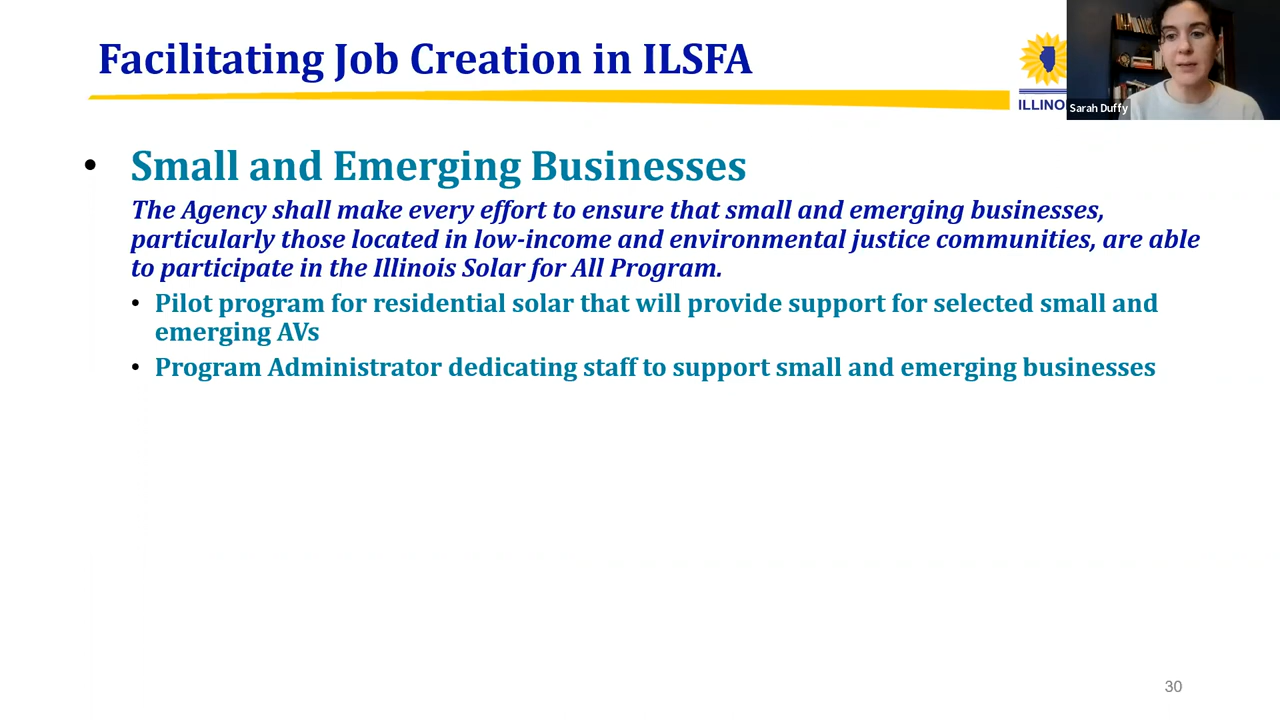 Facilitating Job Creation in ILSFA
ILLINO
Sarah Duffy
• Small and Emerging Businesses
The Agency shall make every effort to ensure that small and emerging businesses,
particularly those located in low-income and environmental justice communities, are able
to participate in the Illinois Solar for All Program.
• Pilot program for residential solar that will provide support for selected small and
emerging AVs
• Program Administrator dedicating staff to support small and emerging businesses
30